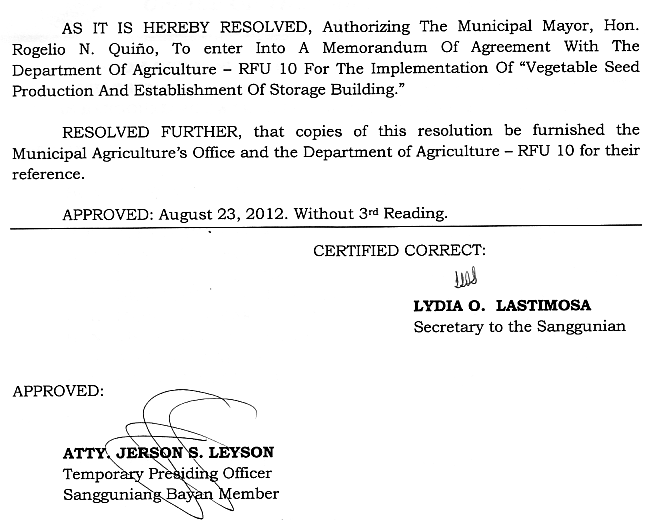 AS IT IS HEREBY RESOLVED, Authorizing The Municipal Mayor, Hon.
Rogelio N. Quiño, To enter Into A Memorandum Of Agreement With The
Department Of Agriculture – RFU 10 For The Implementation Of “Vegetable Seed
Production And Establishment Of Storage Building.”
RESOLVED FURTHER, that copies of this resolution be furnished the
Municipal Agriculture’s Office and the Department of Agriculture – RFU 10 for their
reference.
APPROVED: August 23, 2012. Without 3rd Reading.
CERTIFIED CORRECT:
LYDIA O. LASTIMOSA
Secretary to the Sanggunian
APPROVED:
ATTY. JERSON S. LEYSON
Temporary Presiding Officer
Sangguniang Bayan Member